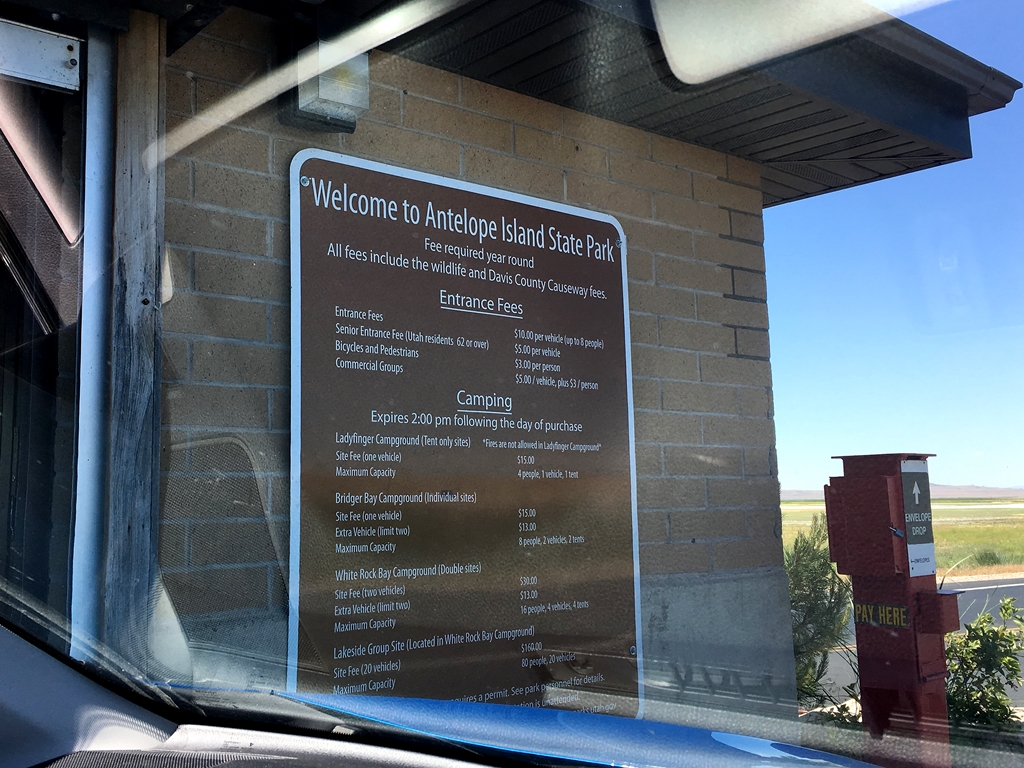 Welcome to Antelope Island State Park
Fee required year round
All fees include the wildlife and Davis County Causeway fees.
Entrance Fees
Entrance Fees $10.00 per vehicle (up to 8 people)
Senior Entrance Fee (Utah residents 62 or over) $5.00 per vehicle
Bicycles and Pedestrians $3.00 per person
Commercial Groups $5.00 / vehicle, plus $3 / person
Camping
Expires 2:00 pm following the day of purchase
Ladyfinger Campground (Tent only sites) *Fires are not allowed in Ladyfinger Campground*
Site Fee (one vehicle) $15.00
Maximum Capacity 4 people, 1 vehicle, 1 tent
Bridger Bay Campground (Individual sites)
Site Fee (one vehicle) $15.00
Extra Vehicle (limit two) $13.00
Maximum Capacity 8 people, 2 vehicles, 2 tents
White Rock Bay Campground (Double sites)
Site Fee (two vehicles) $30.00
Extra Vehicle (limit two) $13.00
Maximum Capacity 16 people, 4 vehicles, 4 tents
Lakeside Group Site (Located in White Rock Bay Campground)
Site Fee (20 vehicles) $160.00
Maximum Capacity 80 people, 20 vehicles
requires a permit. See park personnel for details.
is unattended.
ENVELOPE
DROP
PAY HERE